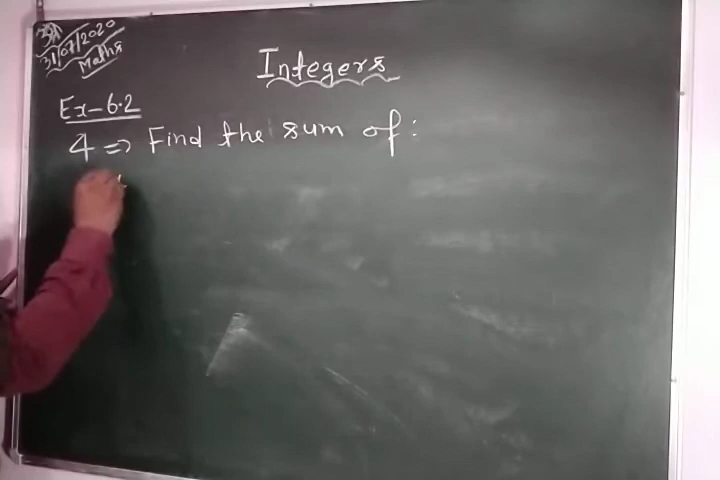 31/07/2020
Maths
Integers
Ex-6.2
4 => Find the sum of: